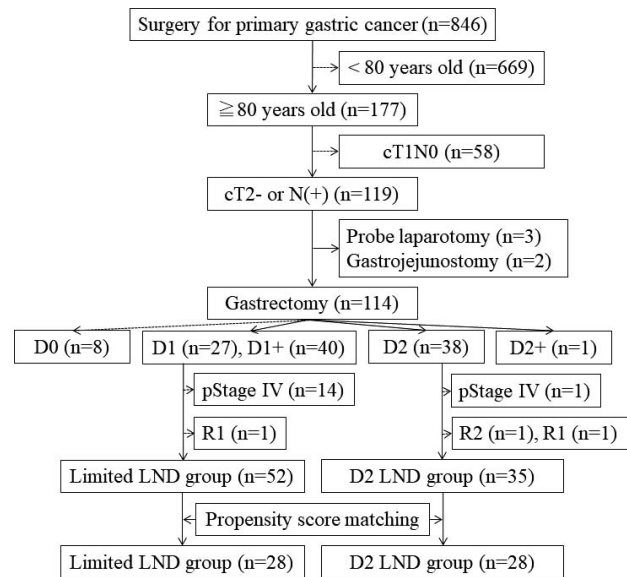 Surgery for primary gastric cancer (n=846)
< 80 years old (n=669)
≧80 years old (n=177)
cT1N0 (n=58)
cT2- or N(+) (n=119)
Probe laparotomy (n=3)
Gastrojejunostomy (n=2)
Gastrectomy (n=114)
D0 (n=8) D1 (n=27), D1+ (n=40) D2 (n=38) D2+ (n=1)
pStage IV (n=14) pStage IV (n=1)
R1 (n=1) R2 (n=1), R1 (n=1)
Limited LND group (n=52) D2 LND group (n=35)
Propensity score matching
Limited LND group (n=28) D2 LND group (n=28)